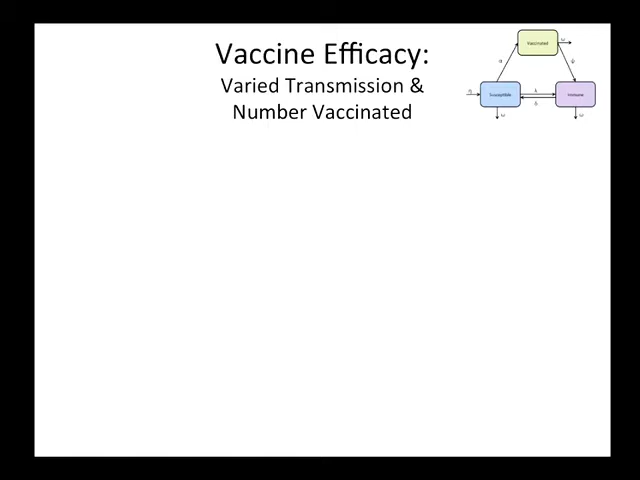 Vaccine Efficacy:
Varied Transmission &
Number Vaccinated
Vaccinated
ω
α
Susceptible
λ
δ
Immune
ω
ω